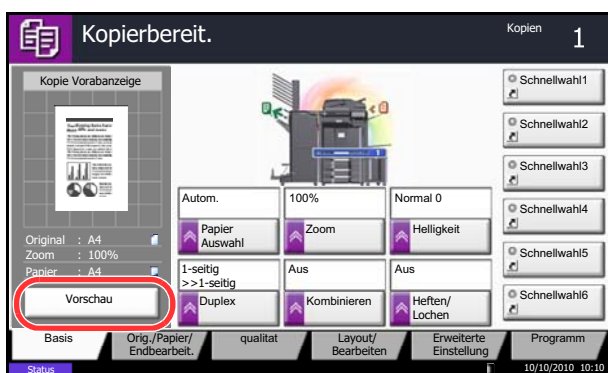 Kopierbereit.
Kopien 1
Kopie Vorabanzeige
Original : A4
Zoom : 100%
Papier : A4
Vorschau
1
Autom.
Papier
Auswahl
100%
Zoom
Normal 0
Helligkeit
1-seitig
>>1-seitig
Duplex
Aus
Kombinieren
Aus
Heften/
Lochen
Schnellwahl1
Schnellwahl2
Schnellwahl3
Schnellwahl4
Schnellwahl5
Schnellwahl6
Basis
Orig./Papier/
Endbearbeit.
qualitat
Layout/
Bearbeiten
Erweiterte
Einstellung
Programm
Status
10/10/2010 10:10